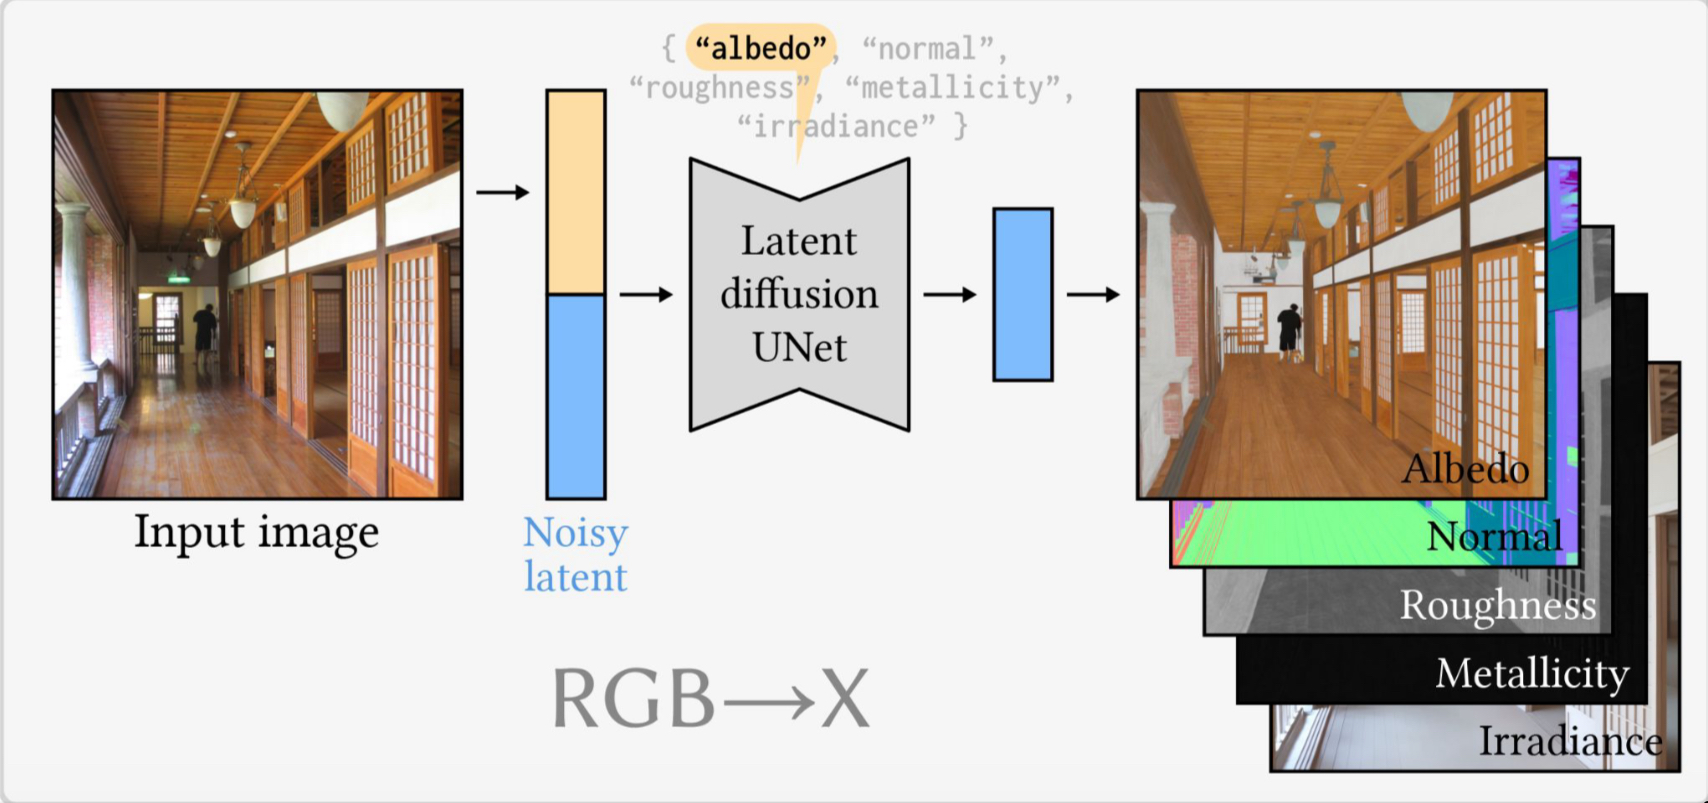 { “albedo”, “normal”,
“roughness”, “metallicity”,
“irradiance” }
Latent
diffusion
UNet
Input image
Noisy
latent
Albedo
Normal
Roughness
Metallicity
Irradiance
RGB→X